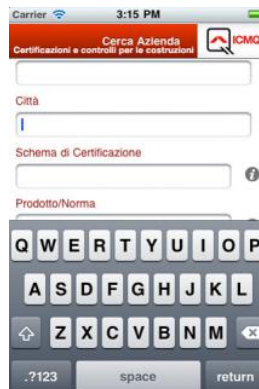 Carrier 3:15 PM
Cerca Azienda
Certificazioni e controlli per le costruzioni
ICMQ
Città
Schema di Certificazione
i
Prodotto/Norma
Q W E R T Y U I O P
A S D F G H J K L
Z X C V B N M
.?123 space return